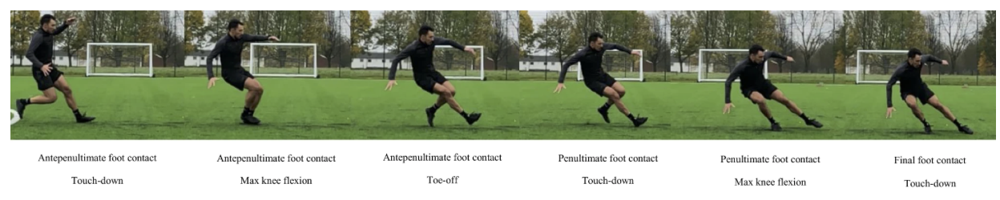 Antepenultimate foot contact
Touch-down
Antepenultimate foot contact
Max knee flexion
Antepenultimate foot contact
Toe-off
Penultimate foot contact
Touch-down
Penultimate foot contact
Max knee flexion
Final foot contact
Touch-down